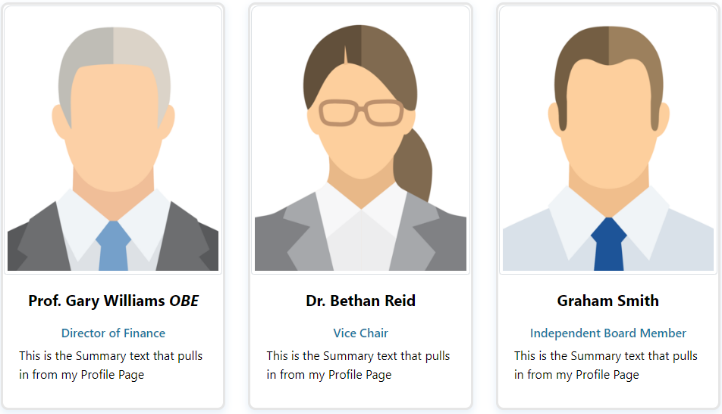 Prof. Gary Williams OBE
Director of Finance
This is the Summary text that pulls
in from my Profile Page
Dr. Bethan Reid
Vice Chair
This is the Summary text that pulls
in from my Profile Page
Graham Smith
Independent Board Member
This is the Summary text that pulls
in from my Profile Page